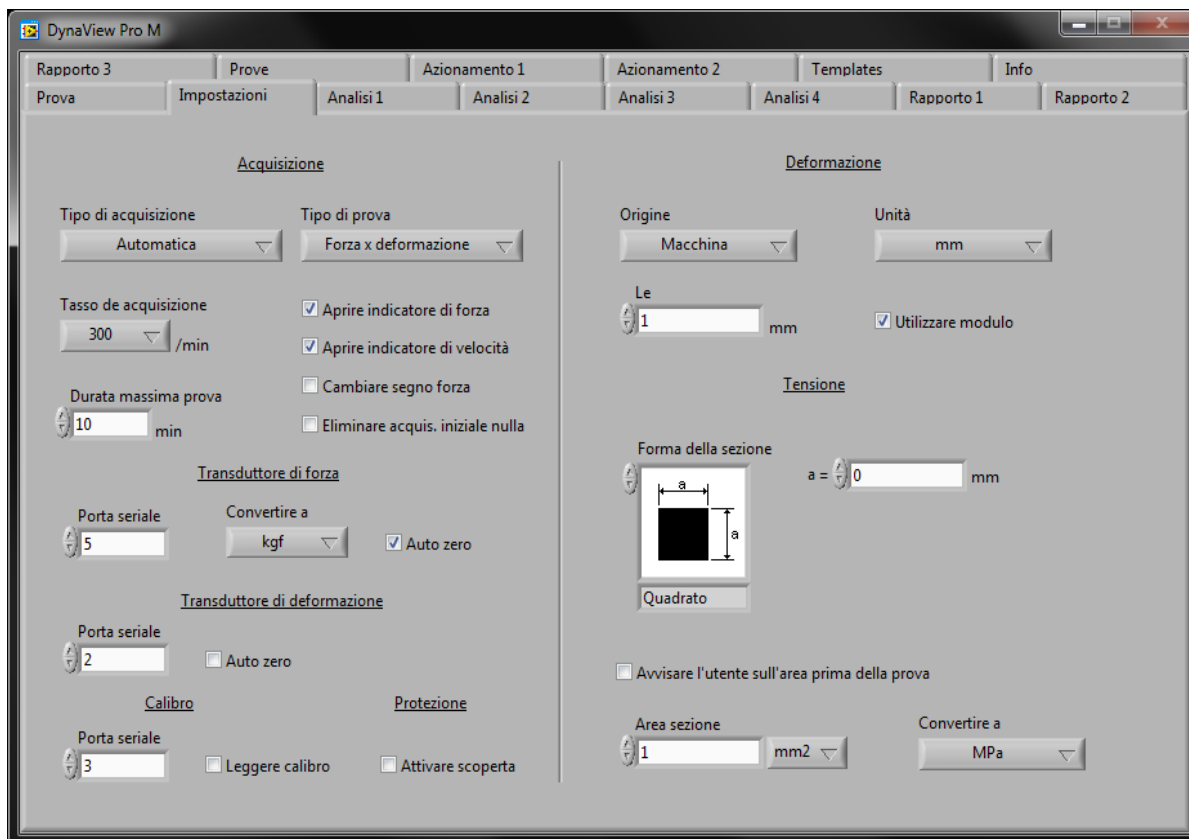 DynaView Pro M
Rapporto 3 Prove Azionamento 1 Azionamento 2 Templates Info
Prova Impostazioni Analisi 1 Analisi 2 Analisi 3 Analisi 4 Rapporto 1 Rapporto 2
Acquisizione
Tipo di acquisizione Tipo di prova
Automatica Forza x deformazione
Tasso de acquisizione
300 /min
Aprire indicatore di forza
Aprire indicatore di velocità
Cambiare segno forza
Eliminare acquis. iniziale nulla
Durata massima prova
10 min
Transduttore di forza
Porta seriale Convertire a
5 kgf Auto zero
Transduttore di deformazione
Porta seriale
2 Auto zero
Calibro Protezione
Porta seriale
3 Leggere calibro Attivare scoperta
Deformazione
Origine Unità
Macchina mm
Le
1 mm Utilizzare modulo
Tensione
Forma della sezione
a
a
Quadrato
a = 0 mm
Avvisare l'utente sull'area prima della prova
Area sezione Convertire a
1 mm2 MPa